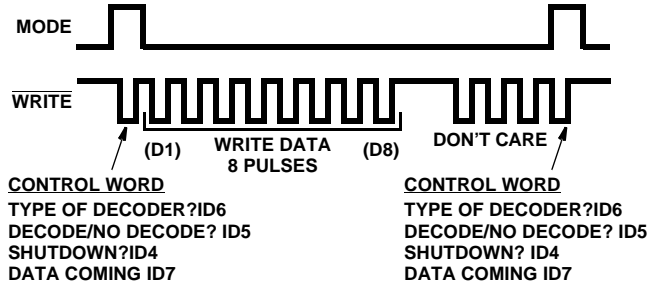 MODE
WRITE
(D1) WRITE DATA (D8) DON'T CARE
8 PULSES
CONTROL WORD
TYPE OF DECODER?ID6
DECODE/NO DECODE? ID5
SHUTDOWN?ID4
DATA COMING ID7
CONTROL WORD
TYPE OF DECODER?ID6
DECODE/NO DECODE? ID5
SHUTDOWN? ID4
DATA COMING ID7